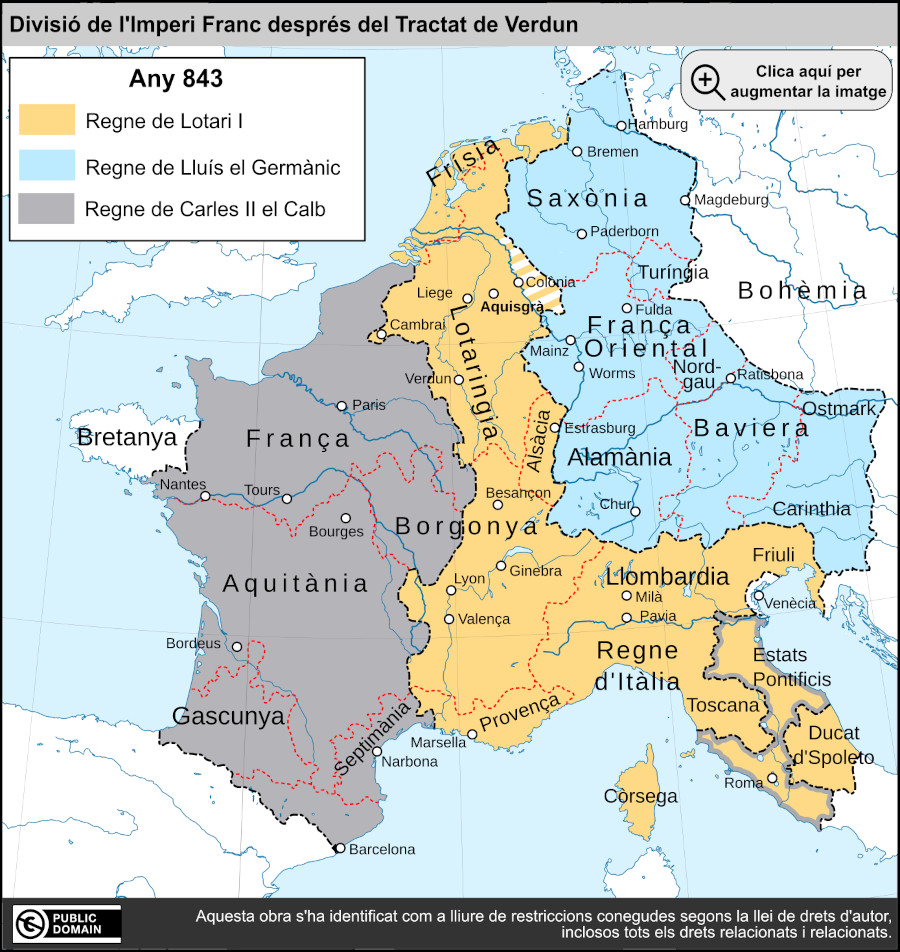 Divisió de l'Imperi Franc després del Tractat de Verdun
Any 843
Regne de Lotari I
Regne de Lluís el Germànic
Regne de Carles II el Calb
Clica aquí per
augmentar la imatge
Hamburg
Frísia
Bremen
Saxònia
Magdeburg
Paderborn
Turíngia
Colònia
Bohèmia
Liege
Aquisgrà
Fulda
Cambrai
Lotaríngia
França
Oriental
Mainz
Nord-
gau
Ratisbona
Verdun
Worms
Paris
Ostmark
Bretanya
França
Alsàcia
Estrasburg
Baviera
Alamània
Nantes
Tours
Besançon
Chur
Carinthia
Bourges
Borgonya
Friuli
Ginebra
Aquitània
Lyon
Llombardia
Milà
Venècia
Valença
Pavia
Bordeus
Regne
d'Itàlia
Estats
Pontificis
Gascunya
Provença
Toscana
Septimània
Marsella
Ducat
d'Spoleto
Narbona
Roma
Corsega
Barcelona
PUBLIC
DOMAIN
Aquesta obra s'ha identificat com a lliure de restriccions conegudes segons la llei de drets d'autor,
inclosos tots els drets relacionats i relacionats.